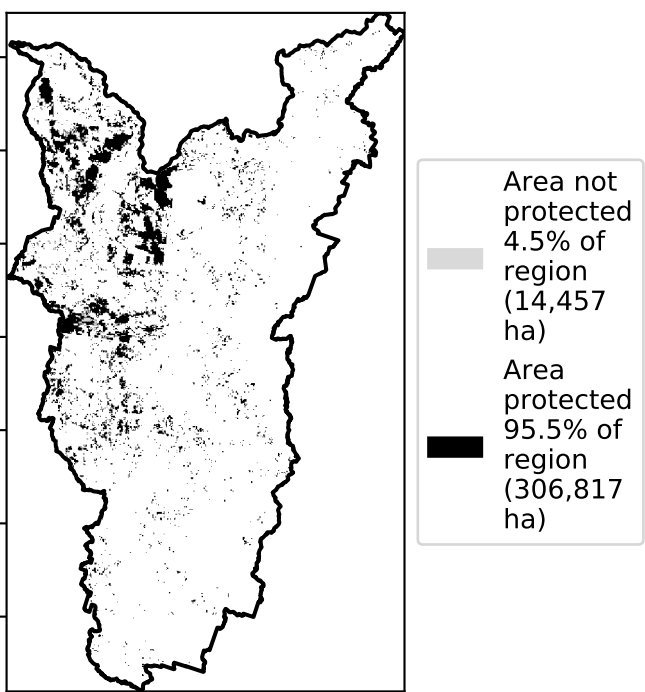 Area not
protected
4.5% of
region
(14,457
ha)
Area
protected
95.5% of
region
(306,817
ha)